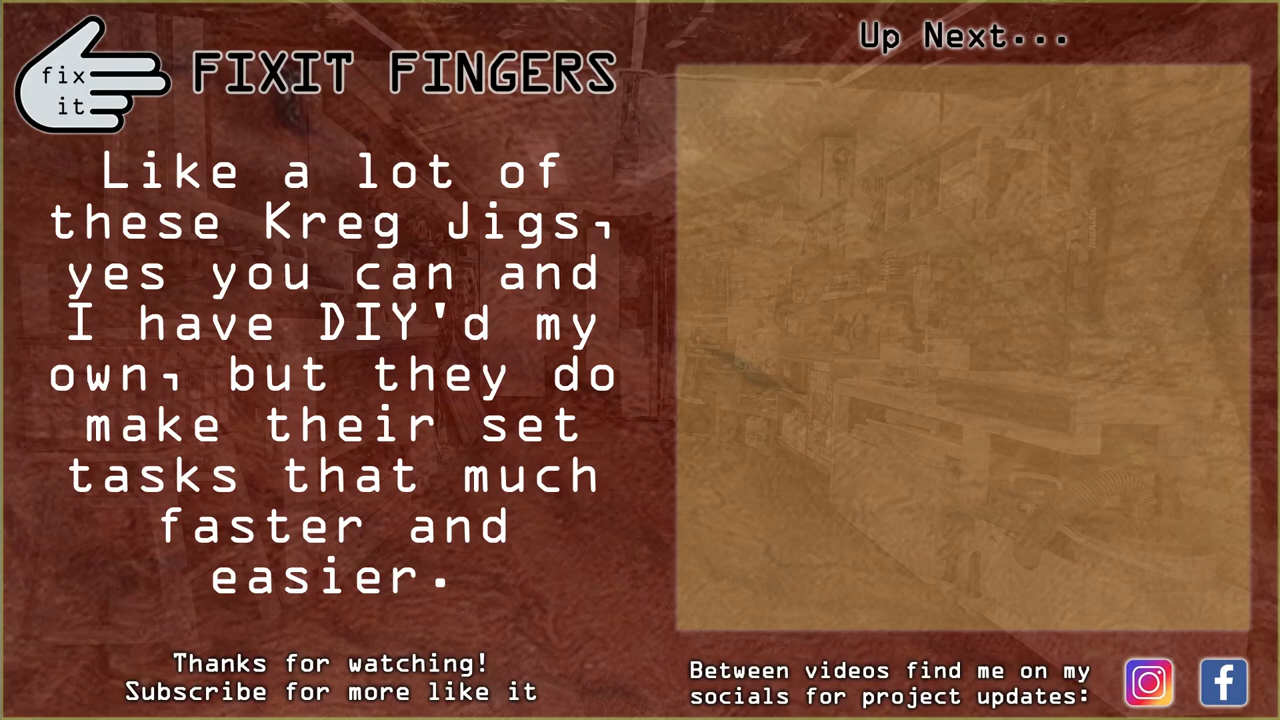 fix
it
FIXIT FINGERS
Like a lot of
these Kreg Jigs,
yes you can and
I have DIY'd my
own, but they do
make their set
tasks that much
faster and
easier.
Thanks for watching!
Subscribe for more like it
Up Next...
Between videos find me on my
socials for project updates: